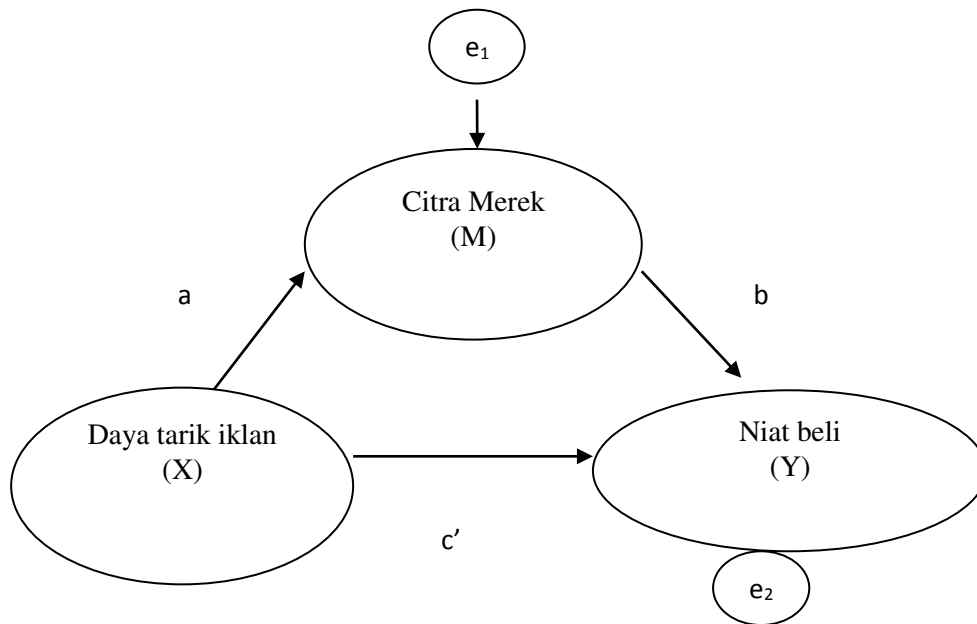 e₁
Citra Merek
(M)
a
b
Daya tarik iklan
(X)
Niat beli
(Y)
c’
e₂